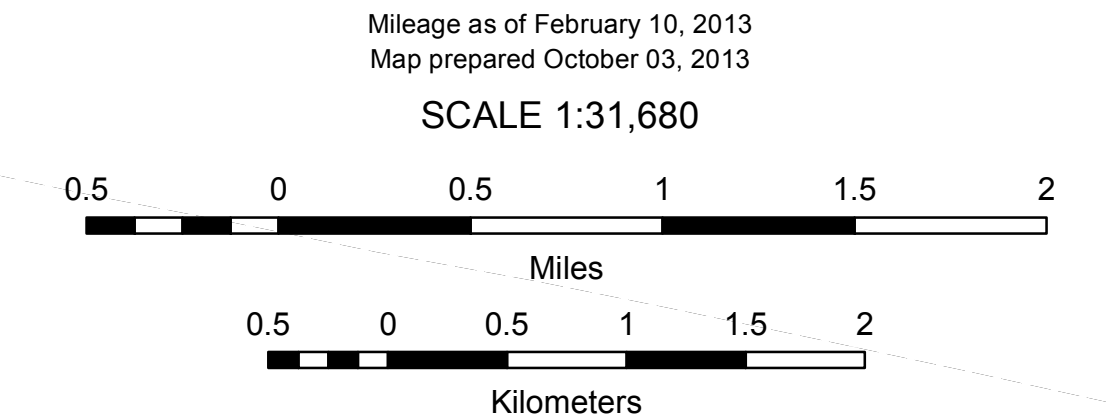 Mileage as of February 10, 2013
Map prepared October 03, 2013
SCALE 1:31,680
0.5 0 0.5 1 1.5 2
Miles
0.5 0 0.5 1 1.5 2
Kilometers